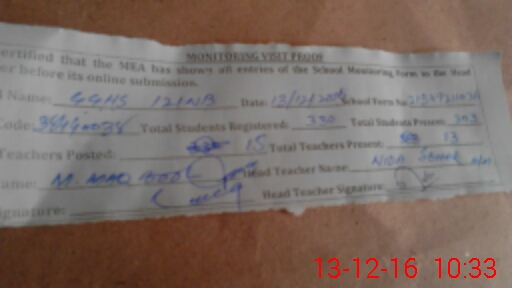 MONITORING VISIT PROOF
ertified that the MEA has shown all entries of the School Monitoring Form to the Head
er before its online submission.
l Name: GGHS 121NB Date: 13/12/2016 School Form No
Code: Total Students Registered: 330 Total Students Present: 303
Teachers Posted: 15 Total Teachers Present: 13
ame: M. Head Teacher Name: NIDA
Head Teacher Signature:
ignature:
13-12-16 10:33